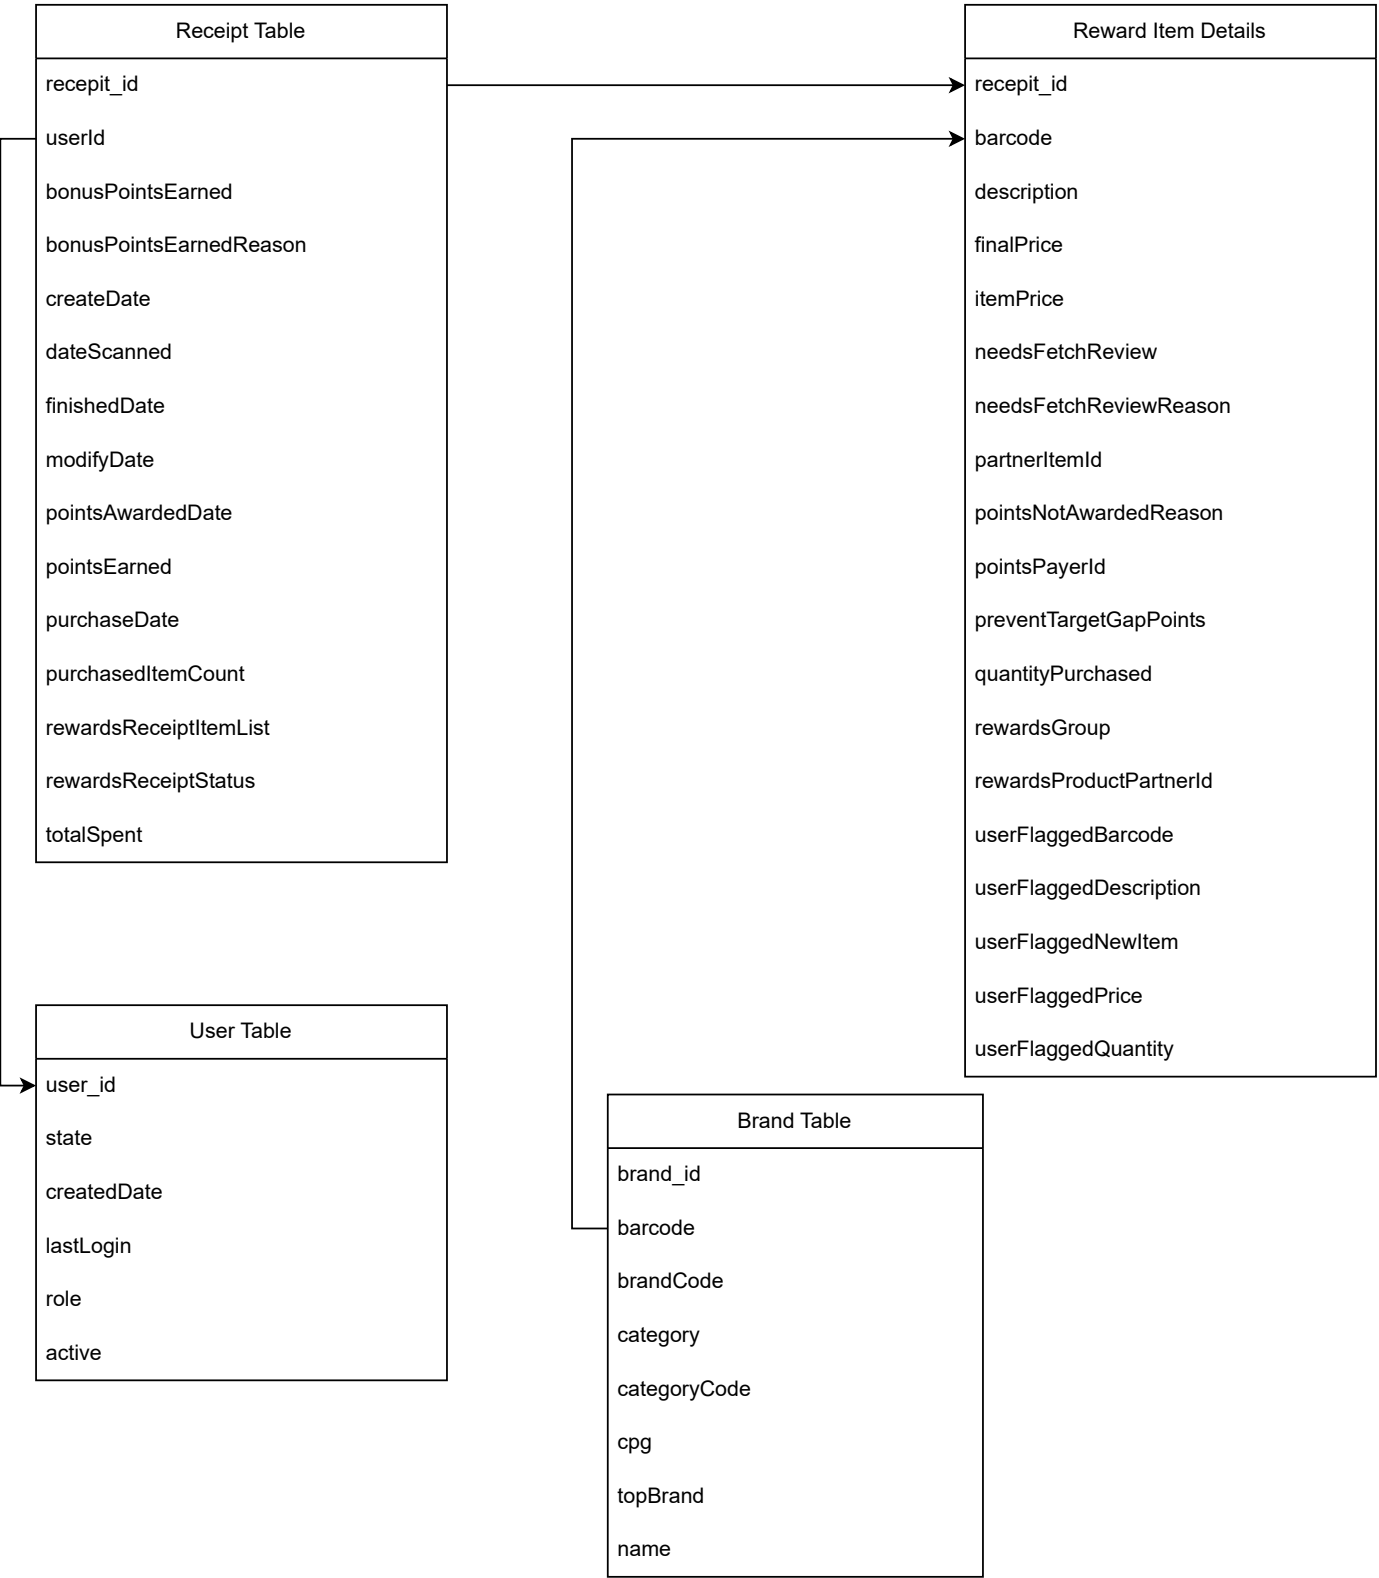 Receipt Table
recepit_id
userId
bonusPointsEarned
bonusPointsEarnedReason
createDate
dateScanned
finishedDate
modifyDate
pointsAwardedDate
pointsEarned
purchaseDate
purchasedItemCount
rewardsReceiptItemList
rewardsReceiptStatus
totalSpent
Reward Item Details
recepit_id
barcode
description
finalPrice
itemPrice
needsFetchReview
needsFetchReviewReason
partnerItemId
pointsNotAwardedReason
pointsPayerId
preventTargetGapPoints
quantityPurchased
rewardsGroup
rewardsProductPartnerId
userFlaggedBarcode
userFlaggedDescription
userFlaggedNewItem
userFlaggedPrice
userFlaggedQuantity
User Table
user_id
state
createdDate
lastLogin
role
active
Brand Table
brand_id
barcode
brandCode
category
categoryCode
cpg
topBrand
name